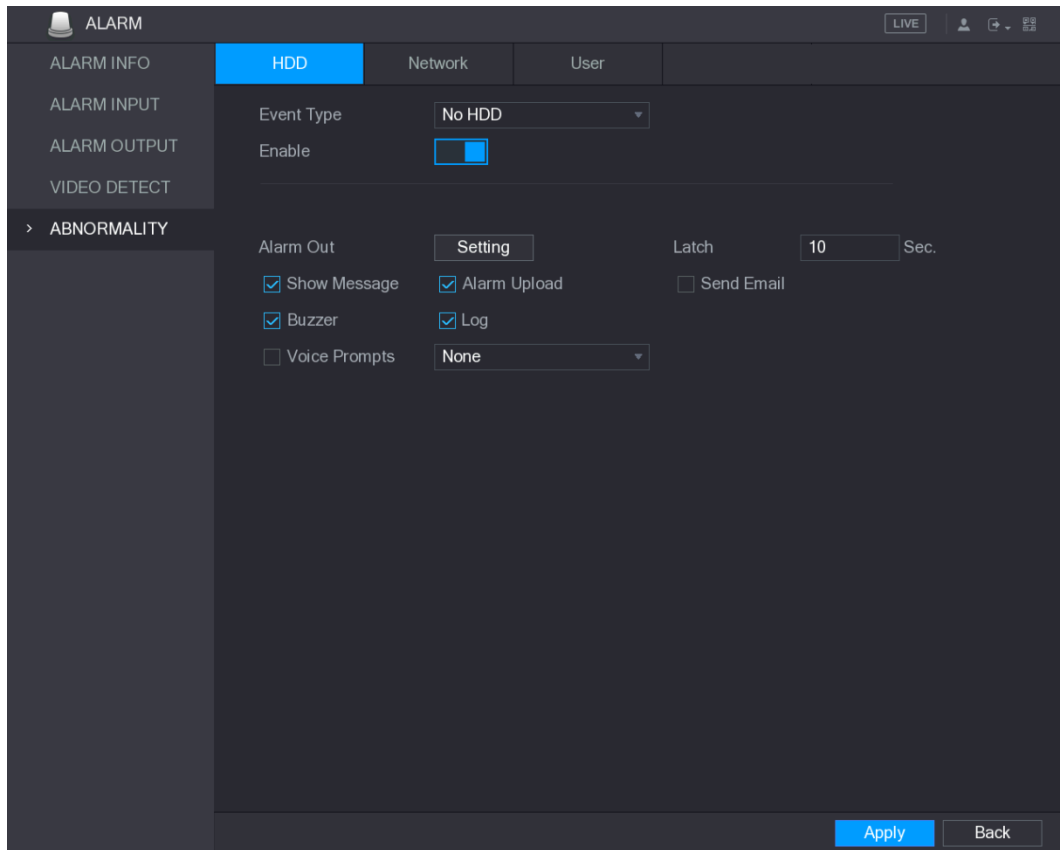 ALARM
LIVE
ALARM INFO
ALARM INPUT
ALARM OUTPUT
VIDEO DETECT
> ABNORMALITY
HDD Network User
Event Type No HDD
Enable
Alarm Out Setting Latch 10 Sec.
Show Message Alarm Upload Send Email
Buzzer Log
Voice Prompts None
Apply Back